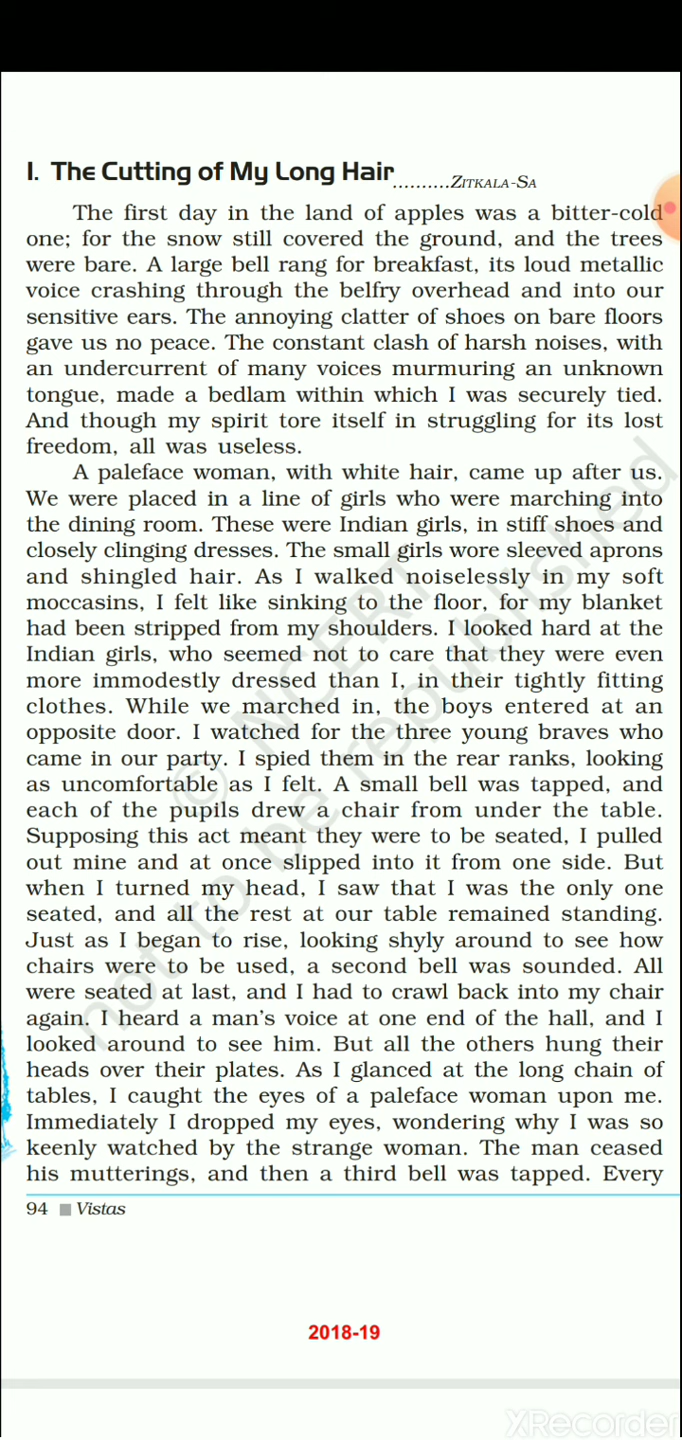 I. The Cutting of My Long Hair..........ZITKALA-SA
The first day in the land of apples was a bitter-cold
one; for the snow still covered the ground, and the trees
were bare. A large bell rang for breakfast, its loud metallic
voice crashing through the belfry overhead and into our
sensitive ears. The annoying clatter of shoes on bare floors
gave us no peace. The constant clash of harsh noises, with
an undercurrent of many voices murmuring an unknown
tongue, made a bedlam within which I was securely tied.
And though my spirit tore itself in struggling for its lost
freedom, all was useless.
A paleface woman, with white hair, came up after us.
We were placed in a line of girls who were marching into
the dining room. These were Indian girls, in stiff shoes and
closely clinging dresses. The small girls wore sleeved aprons
and shingled hair. As I walked noiselessly in my soft
moccasins, I felt like sinking to the floor, for my blanket
had been stripped from my shoulders. I looked hard at the
Indian girls, who seemed not to care that they were even
more immodestly dressed than I, in their tightly fitting
clothes. While we marched in, the boys entered at an
opposite door. I watched for the three young braves who
came in our party. I spied them in the rear ranks, looking
as uncomfortable as I felt. A small bell was tapped, and
each of the pupils drew a chair from under the table.
Supposing this act meant they were to be seated, I pulled
out mine and at once slipped into it from one side. But
when I turned my head, I saw that I was the only one
seated, and all the rest at our table remained standing.
Just as I began to rise, looking shyly around to see how
chairs were to be used, a second bell was sounded. All
were seated at last, and I had to crawl back into my chair
again. I heard a man's voice at one end of the hall, and I
looked around to see him. But all the others hung their
heads over their plates. As I glanced at the long chain of
tables, I caught the eyes of a paleface woman upon me.
Immediately I dropped my eyes, wondering why I was so
keenly watched by the strange woman. The man ceased
his mutterings, and then a third bell was tapped. Every
94 ■ Vistas
2018-19
© NCERT
not to be republished
XRecorder